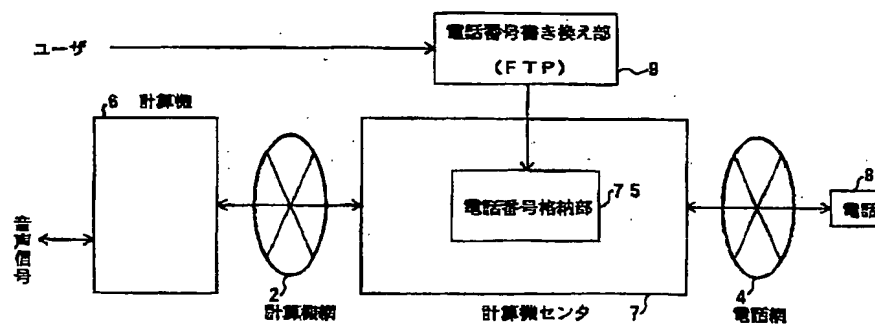 電話番号書き換え部
(FTP)
9
ユーザ
6 計算機
電話番号格納部
75
8
電話
音声信号
2
計算機網
計算機センタ
7
4
電話網